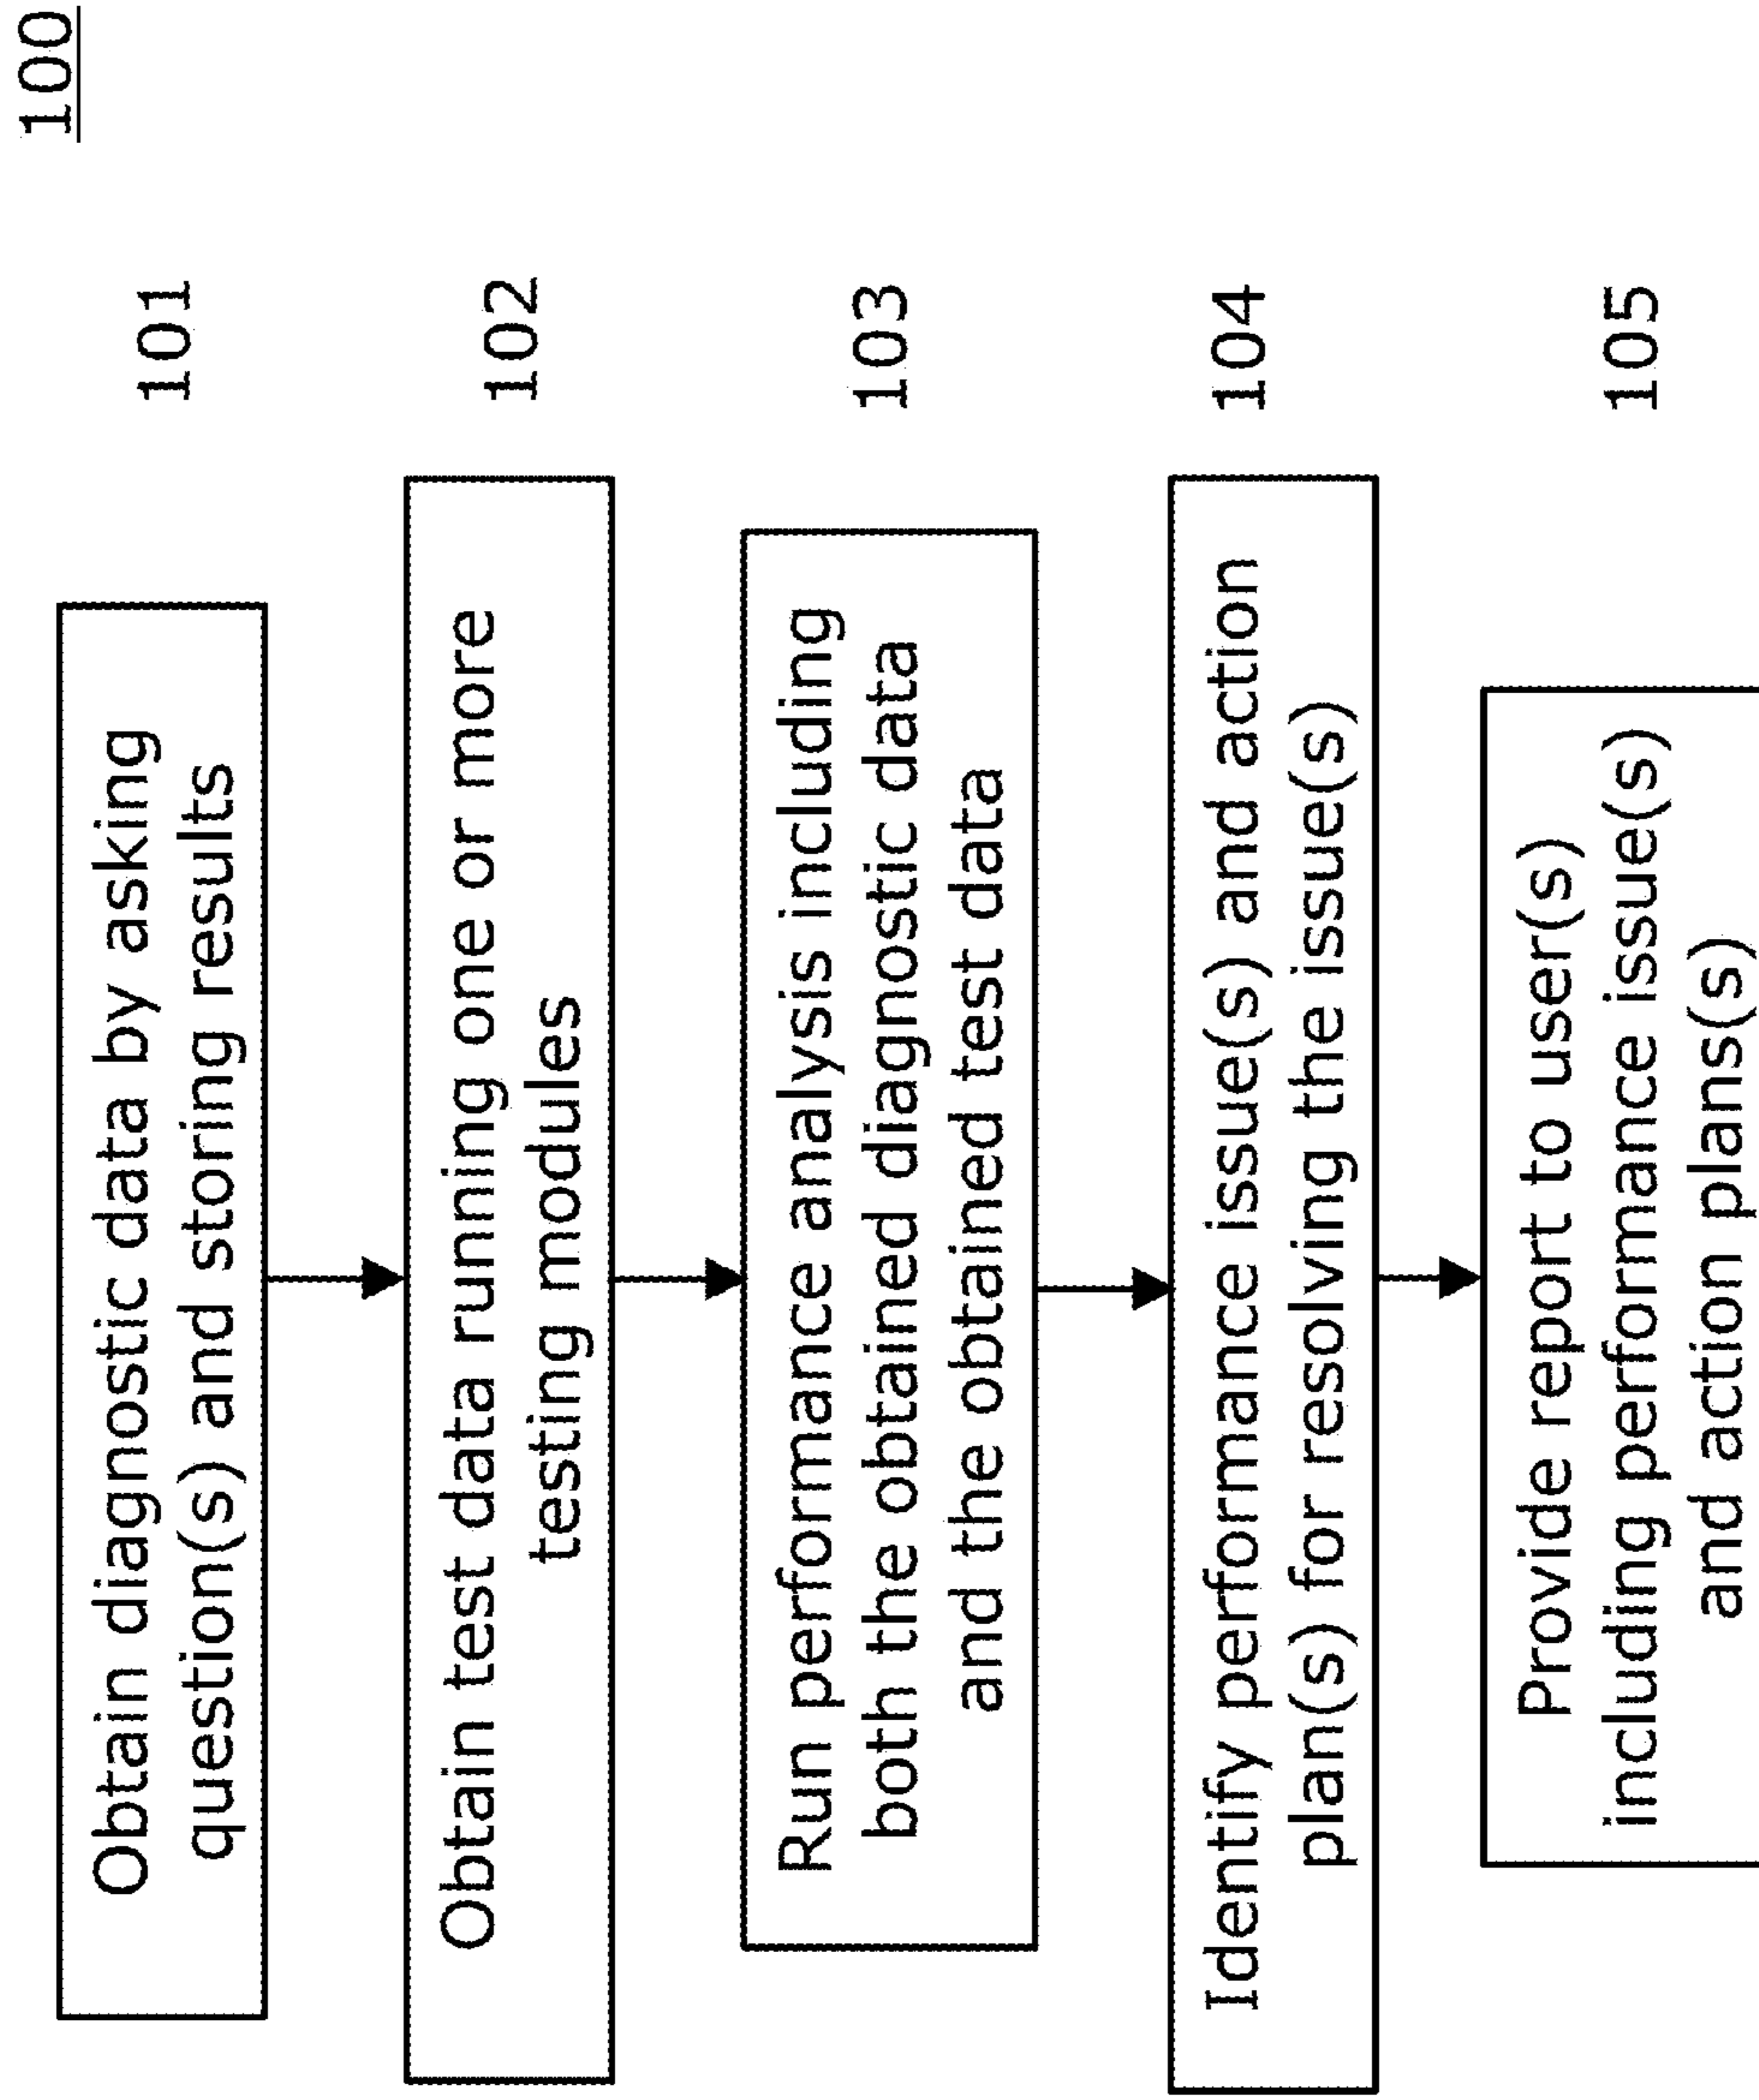 100
Obtain diagnostic data by asking
question(s) and storing results
101
Obtain test data running one or more
testing modules
102
Run performance analysis including
both the obtained diagnostic data
and the obtained test data
103
Identify performance issue(s) and action
plan(s) for resolving the issue(s)
104
Provide report to user(s)
including performance issue(s)
and action plans(s)
105